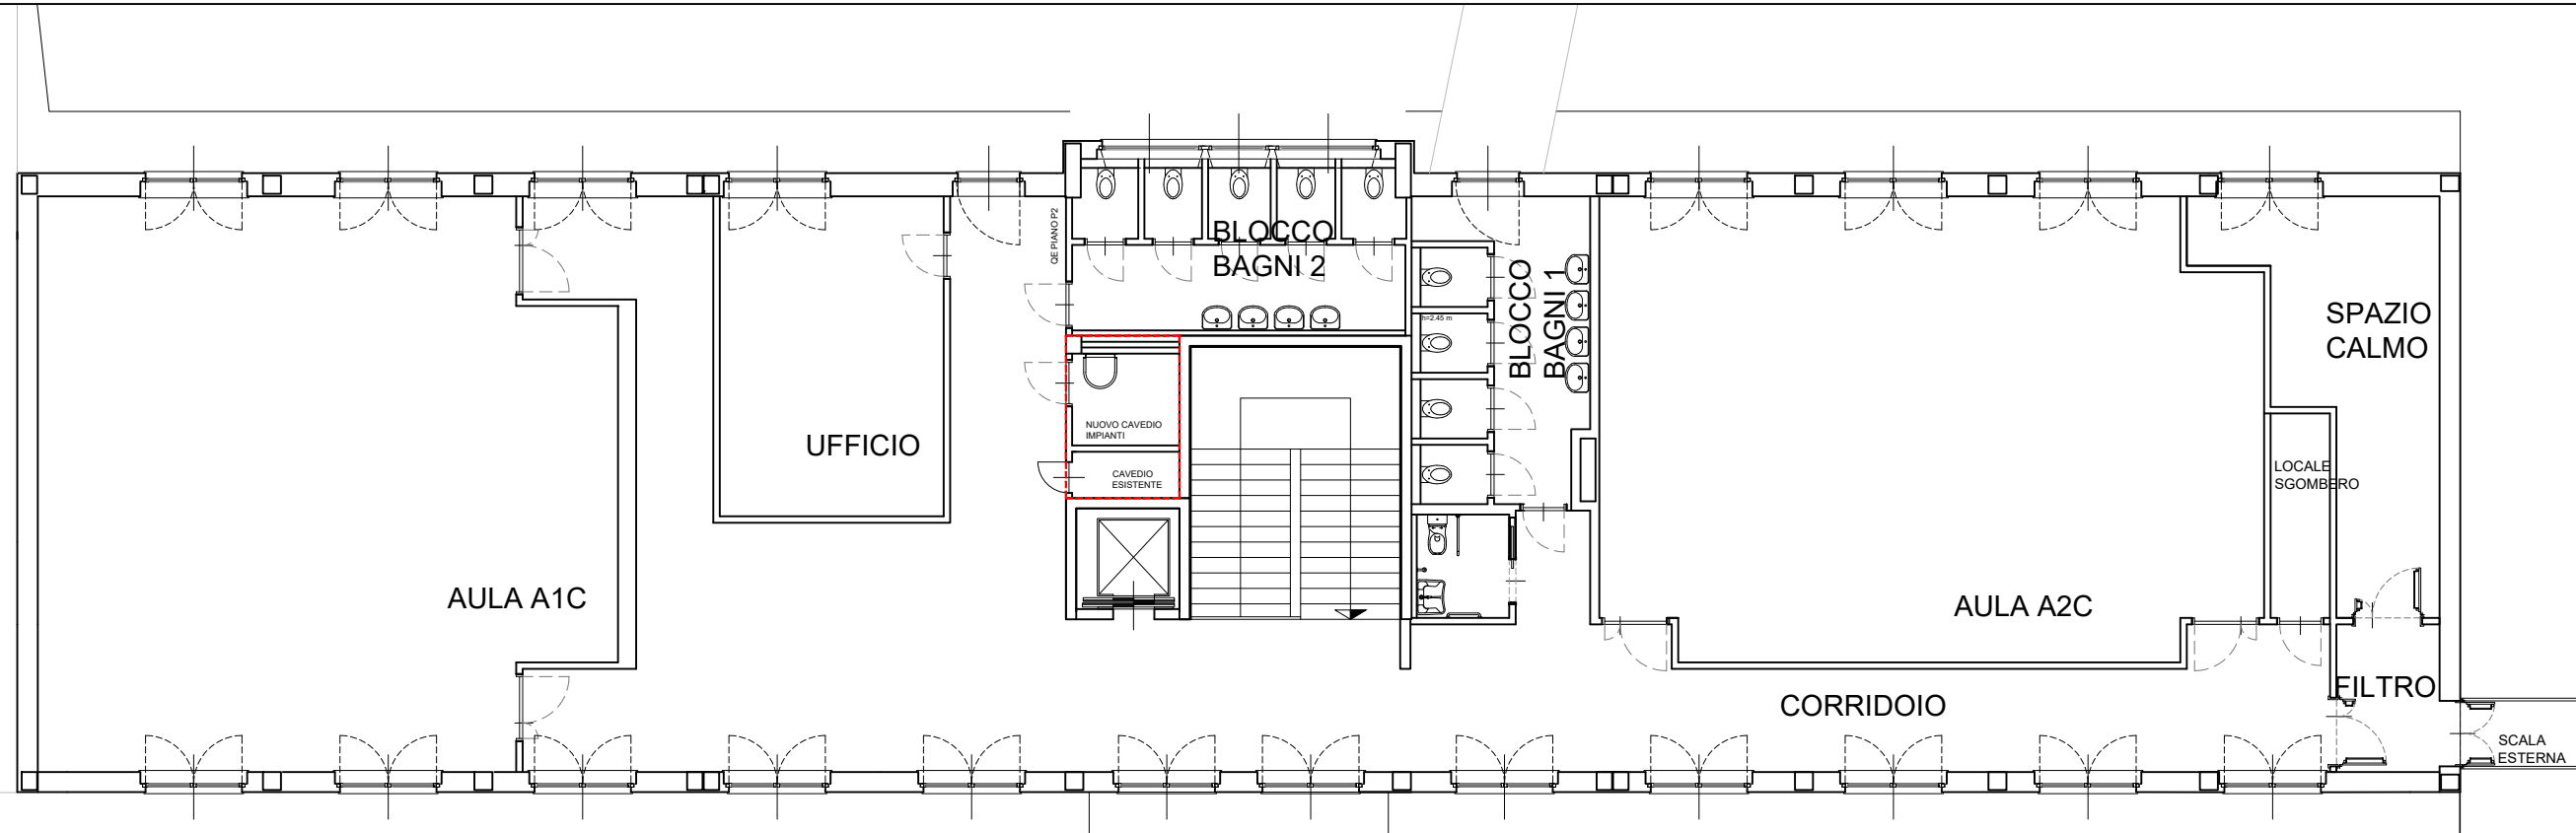 QE PIANO P2
BLOCCO
BAGNI 2
BLOCCO
BAGNI 1
h=2.45 m
SPAZIO
CALMO
UFFICIO
NUOVO CAVEDIO
IMPIANTI
CAVEDIO
ESISTENTE
LOCALE
SGOMBERO
AULA A1C
AULA A2C
CORRIDOIO
FILTRO
SCALA
ESTERNA